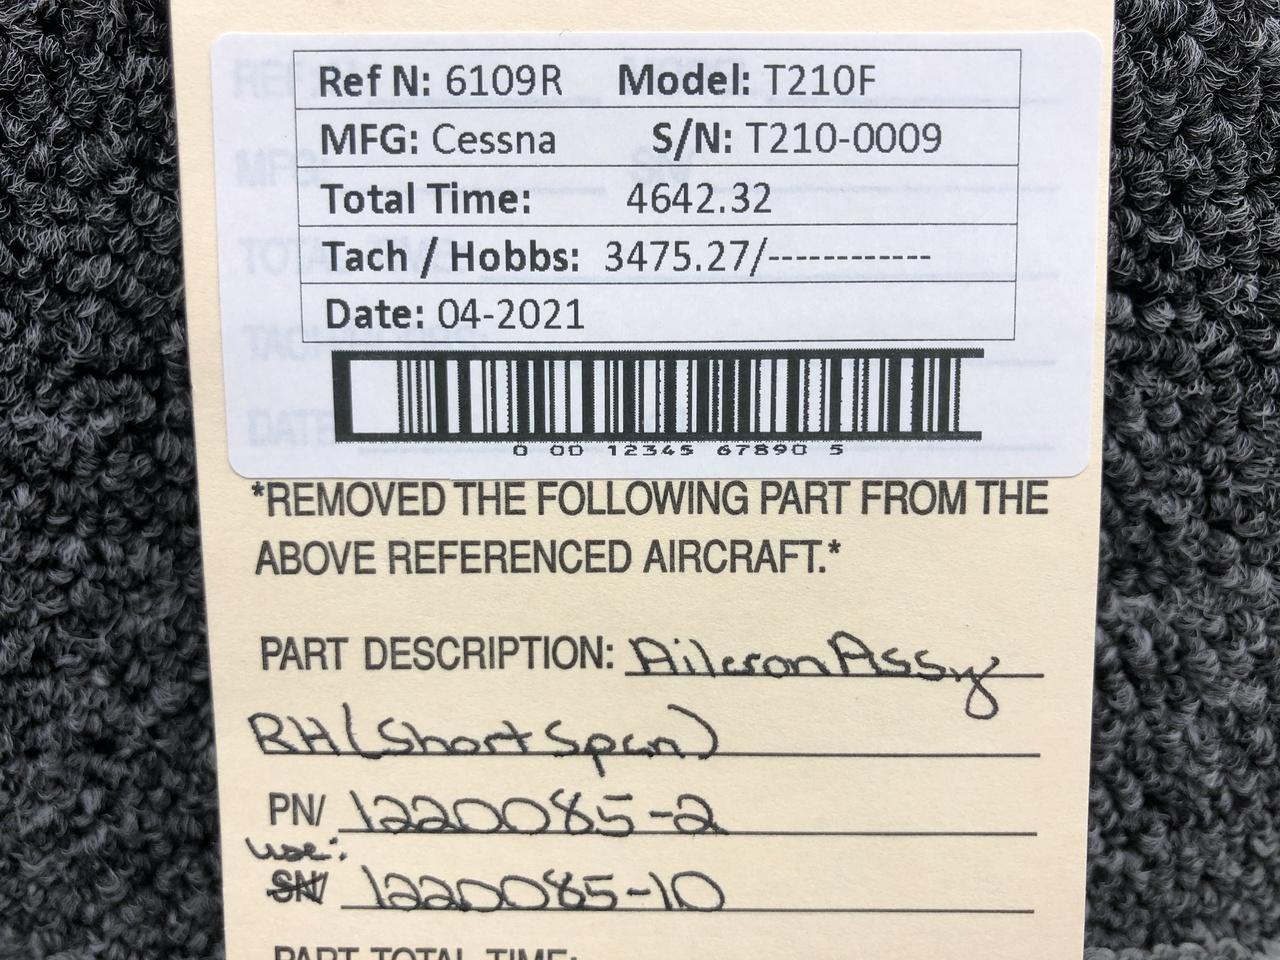 Ref N: 6109R Model: T210F
MFG: Cessna S/N: T210-0009
Total Time: 4642.32
Tach / Hobbs: 3475.27/------------
Date: 04-2021
0 00 12345 67890 5
*REMOVED THE FOLLOWING PART FROM THE
ABOVE REFERENCED AIRCRAFT.*
PART DESCRIPTION: Aileron Assy
RH (Short Span)
PN/ 1220085-2
use:
SN/ 1220085-10
PART TOTAL TIME: